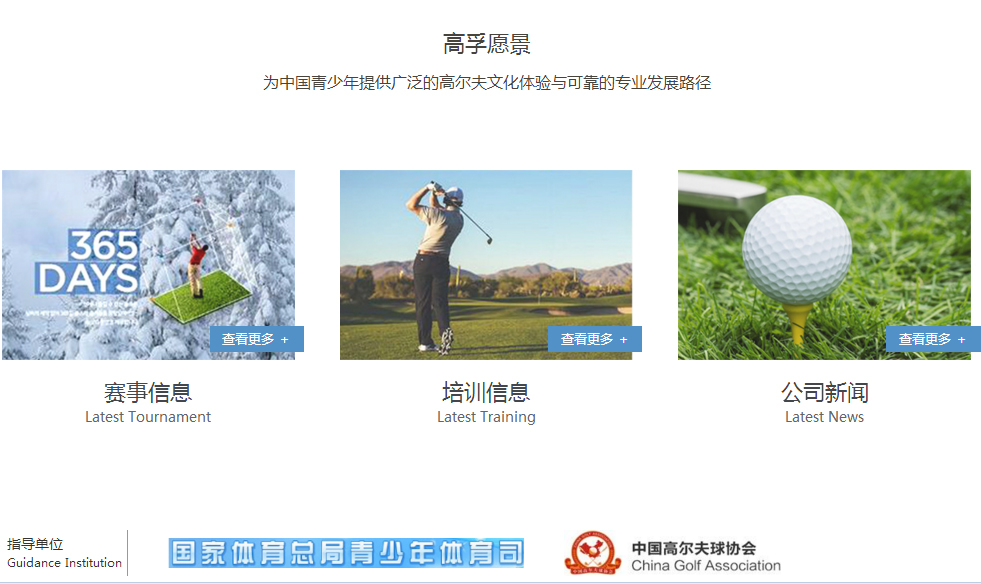 高孚愿景
为中国青少年提供广泛的高尔夫文化体验与可靠的专业发展路径
365
DAYS
查看更多 +
查看更多 +
查看更多 +
赛事信息
Latest Tournament
培训信息
Latest Training
公司新闻
Latest News
指导单位
Guidance Institution
国家体育总局青少年体育司
中国高尔夫球协会
China Golf Association